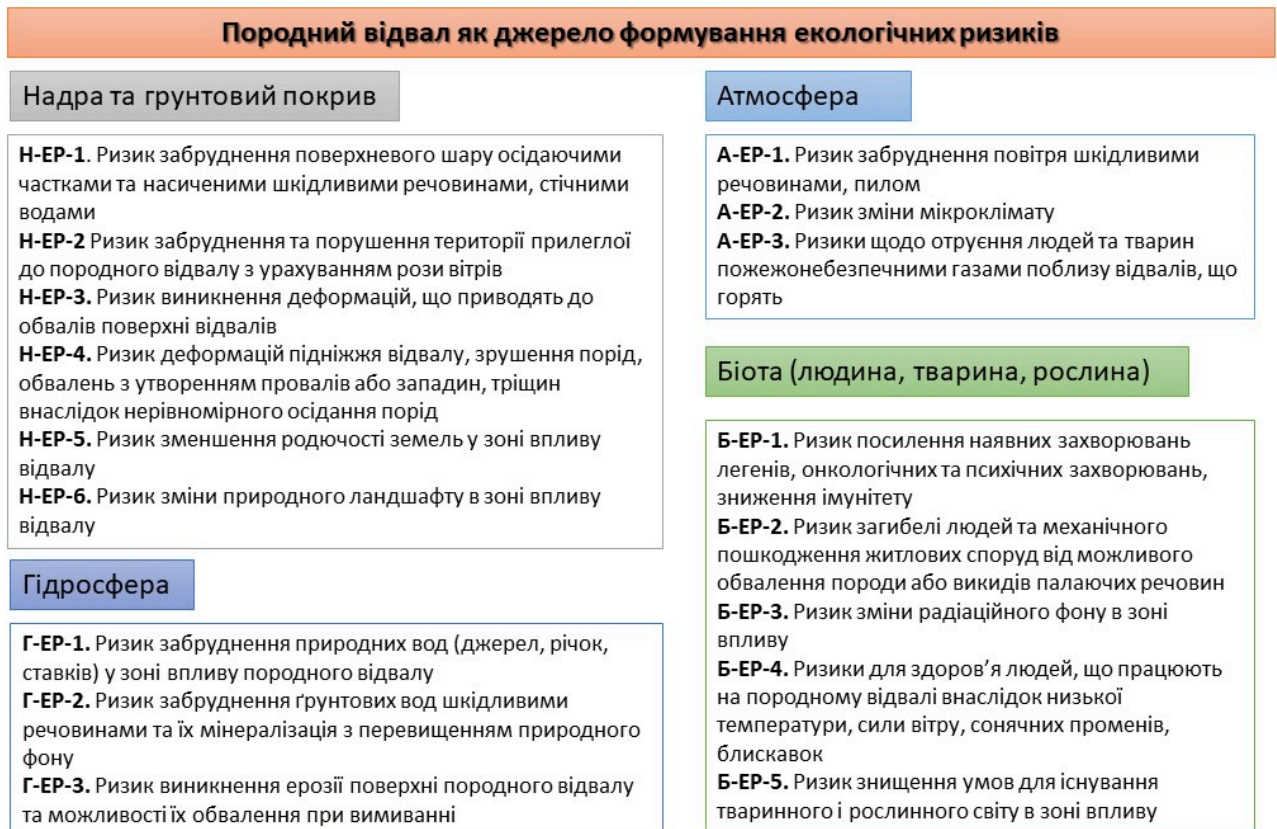 Породний відвал як джерело формування екологічних ризиків
Надра та грунтовий покрив
Н-ЕР-1. Ризик забруднення поверхневого шару осідаючими
частками та насиченими шкідливими речовинами, стічними
водами
Н-ЕР-2 Ризик забруднення та порушення території прилеглої
до породного відвалу з урахуванням рози вітрів
Н-ЕР-3. Ризик виникнення деформацій, що приводять до
обвалів поверхні відвалів
Н-ЕР-4. Ризик деформацій підніжжя відвалу, зрушення порід,
обвалень з утворенням провалів або западин, тріщин
внаслідок нерівномірного осідання порід
Н-ЕР-5. Ризик зменшення родючості земель у зоні впливу
відвалу
Н-ЕР-6. Ризик зміни природного ландшафту в зоні впливу
відвалу
Гідросфера
Г-ЕР-1. Ризик забруднення природних вод (джерел, річок,
ставків) у зоні впливу породного відвалу
Г-ЕР-2. Ризик забруднення ґрунтових вод шкідливими
речовинами та їх мінералізація з перевищенням природного
фону
Г-ЕР-3. Ризик виникнення ерозії поверхні породного відвалу
та можливості їх обвалення при вимиванні
Атмосфера
А-ЕР-1. Ризик забруднення повітря шкідливими
речовинами, пилом
А-ЕР-2. Ризик зміни мікроклімату
А-ЕР-3. Ризики щодо отруєння людей та тварин
пожежонебезпечними газами поблизу відвалів, що
горять
Біота (людина, тварина, рослина)
Б-ЕР-1. Ризик посилення наявних захворювань
легенів, онкологічних та психічних захворювань,
зниження імунітету
Б-ЕР-2. Ризик загибелі людей та механічного
пошкодження житлових споруд від можливого
обвалення породи або викидів палаючих речовин
Б-ЕР-3. Ризик зміни радіаційного фону в зоні
впливу
Б-ЕР-4. Ризики для здоров’я людей, що працюють
на породному відвалі внаслідок низької
температури, сили вітру, сонячних променів,
блискавок
Б-ЕР-5. Ризик знищення умов для існування
тваринного і рослинного світу в зоні впливу